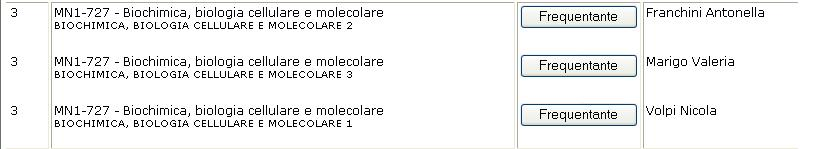 3 MN1-727 - Biochimica, biologia cellulare e molecolare Frequentante Franchini Antonella
BIOCHIMICA, BIOLOGIA CELLULARE E MOLECOLARE 2
3 MN1-727 - Biochimica, biologia cellulare e molecolare Frequentante Marigo Valeria
BIOCHIMICA, BIOLOGIA CELLULARE E MOLECOLARE 3
3 MN1-727 - Biochimica, biologia cellulare e molecolare Frequentante Volpi Nicola
BIOCHIMICA, BIOLOGIA CELLULARE E MOLECOLARE 1